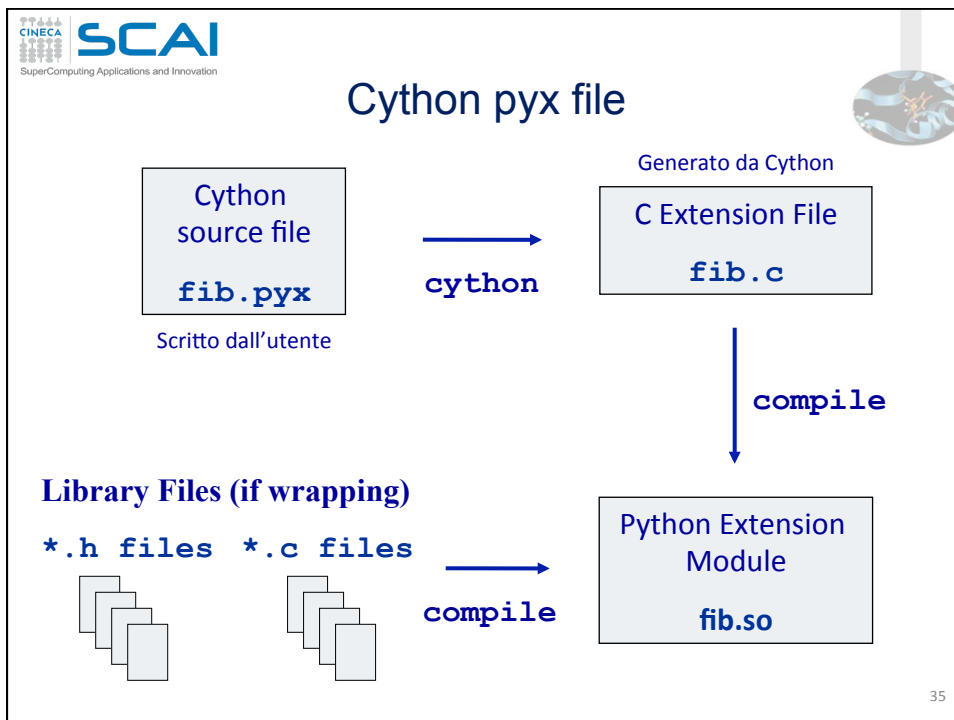 CINECA
SCAI
SuperComputing Applications and Innovation
Cython pyx file
Cython
source file
fib.pyx
Scritto dall’utente
cython
Generato da Cython
C Extension File
fib.c
compile
Library Files (if wrapping)
*.h files *.c files
compile
Python Extension
Module
fib.so
35